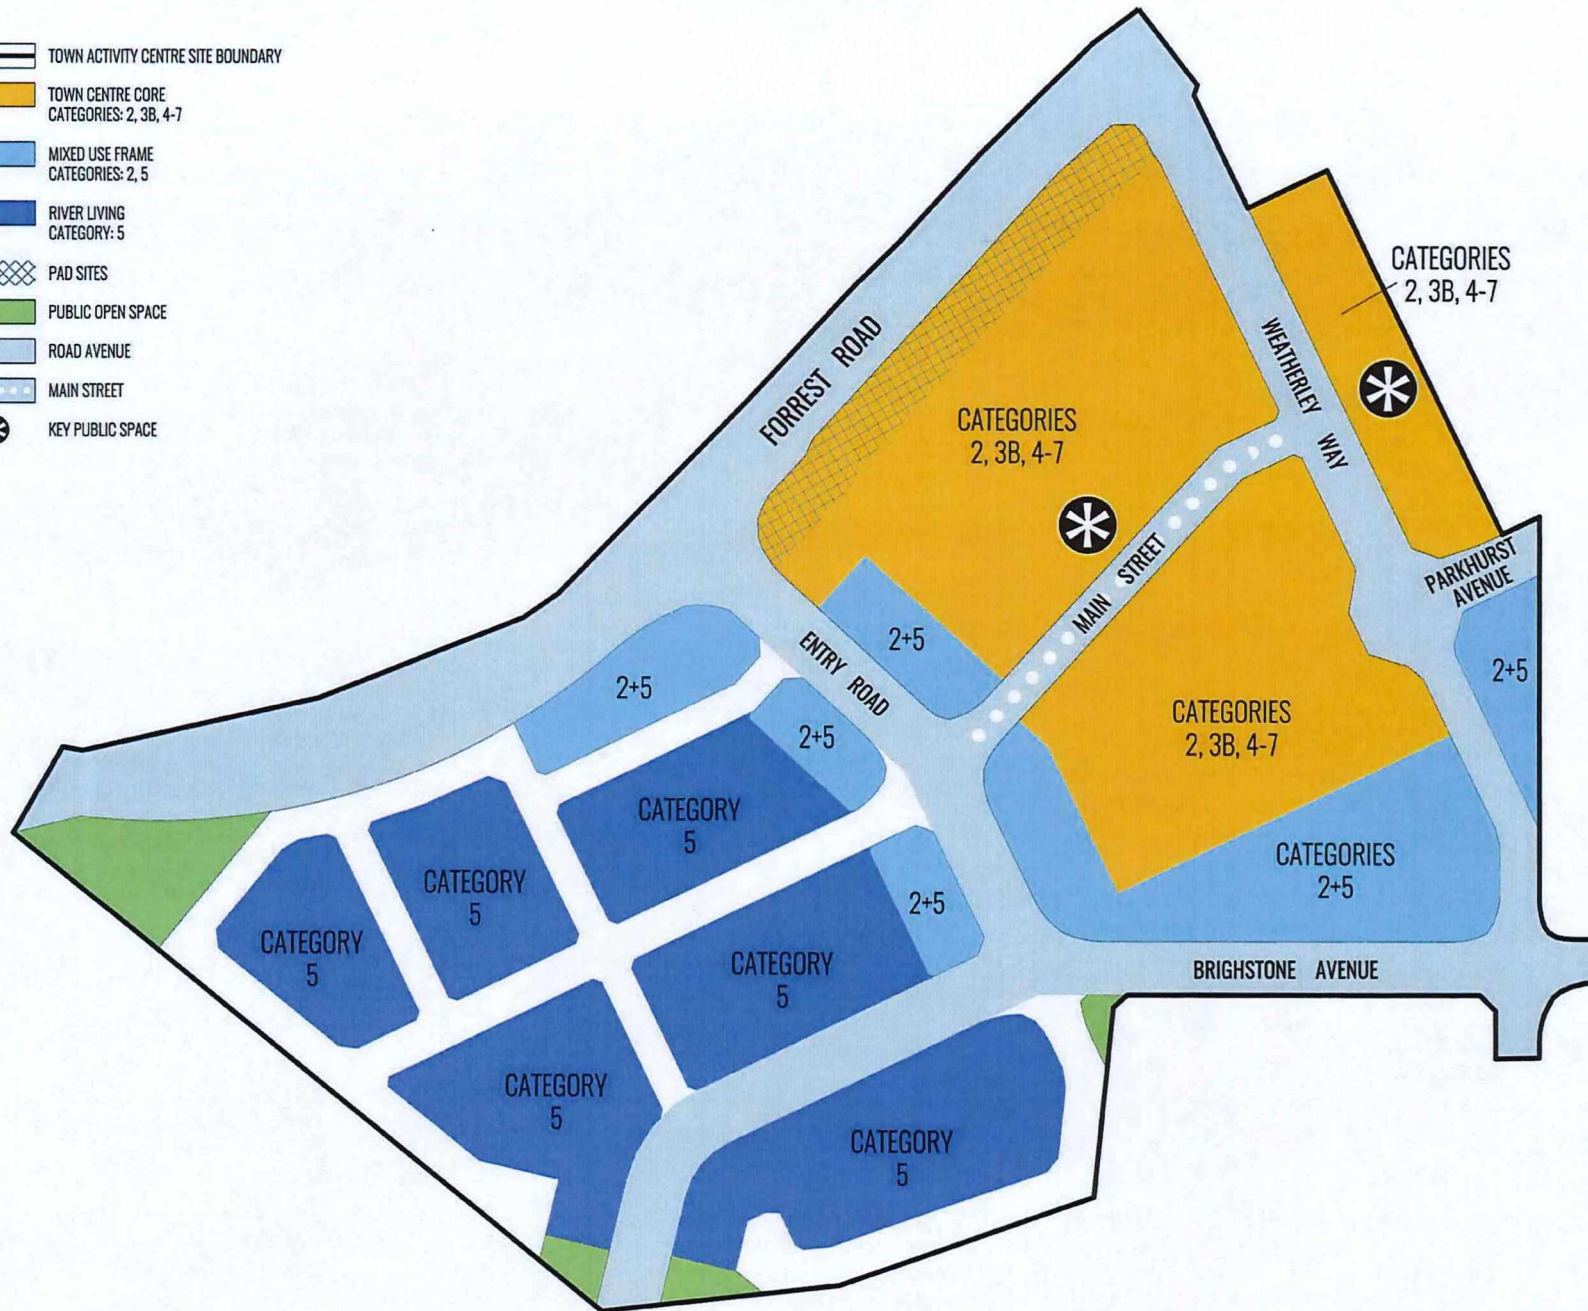 TOWN ACTIVITY CENTRE SITE BOUNDARY
TOWN CENTRE CORE
CATEGORIES: 2, 3B, 4-7
MIXED USE FRAME
CATEGORIES: 2, 5
RIVER LIVING
CATEGORY: 5
PAD SITES
PUBLIC OPEN SPACE
ROAD AVENUE
MAIN STREET
KEY PUBLIC SPACE
CATEGORIES
2, 3B, 4-7
FORREST ROAD
WEATHERLEY WAY
CATEGORIES
2, 3B, 4-7
MAIN STREET
PARKHURST
AVENUE
ENTRY ROAD
2+5
2+5
2+5
2+5
CATEGORIES
2, 3B, 4-7
CATEGORY
5
CATEGORIES
2+5
CATEGORY
5
2+5
CATEGORY
5
CATEGORY
5
BRIGHSTONE AVENUE
CATEGORY
5
CATEGORY
5